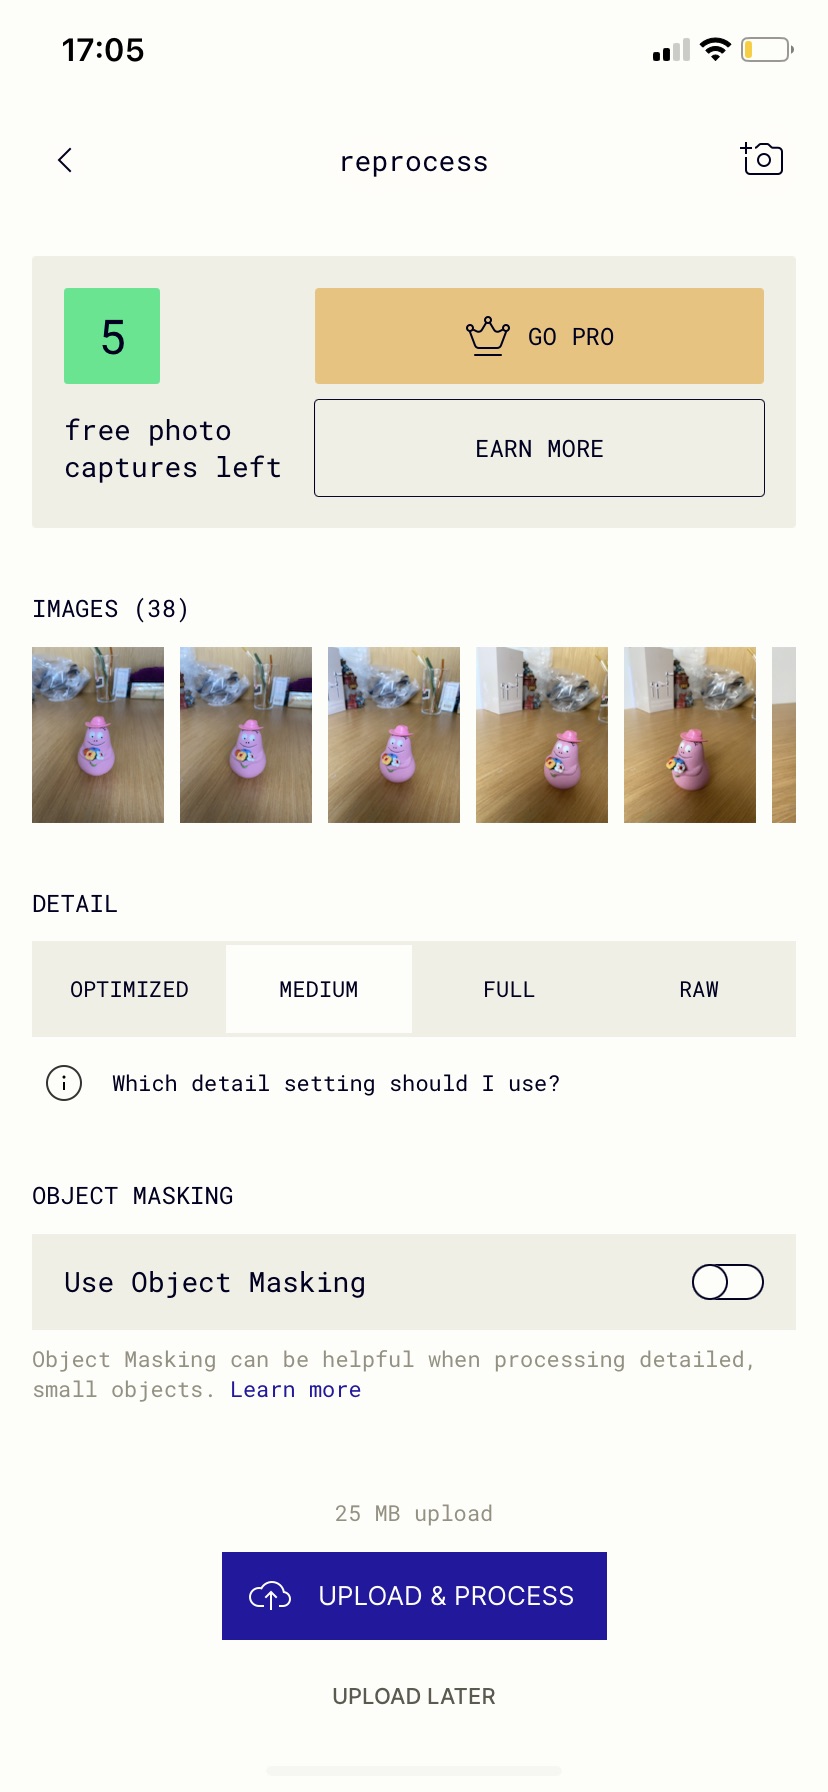 17:05
reprocess
5
free photo
captures left
GO PRO
EARN MORE
IMAGES (38)
DETAIL
OPTIMIZED MEDIUM FULL RAW
Which detail setting should I use?
OBJECT MASKING
Use Object Masking
Object Masking can be helpful when processing detailed,
small objects. Learn more
25 MB upload
UPLOAD & PROCESS
UPLOAD LATER